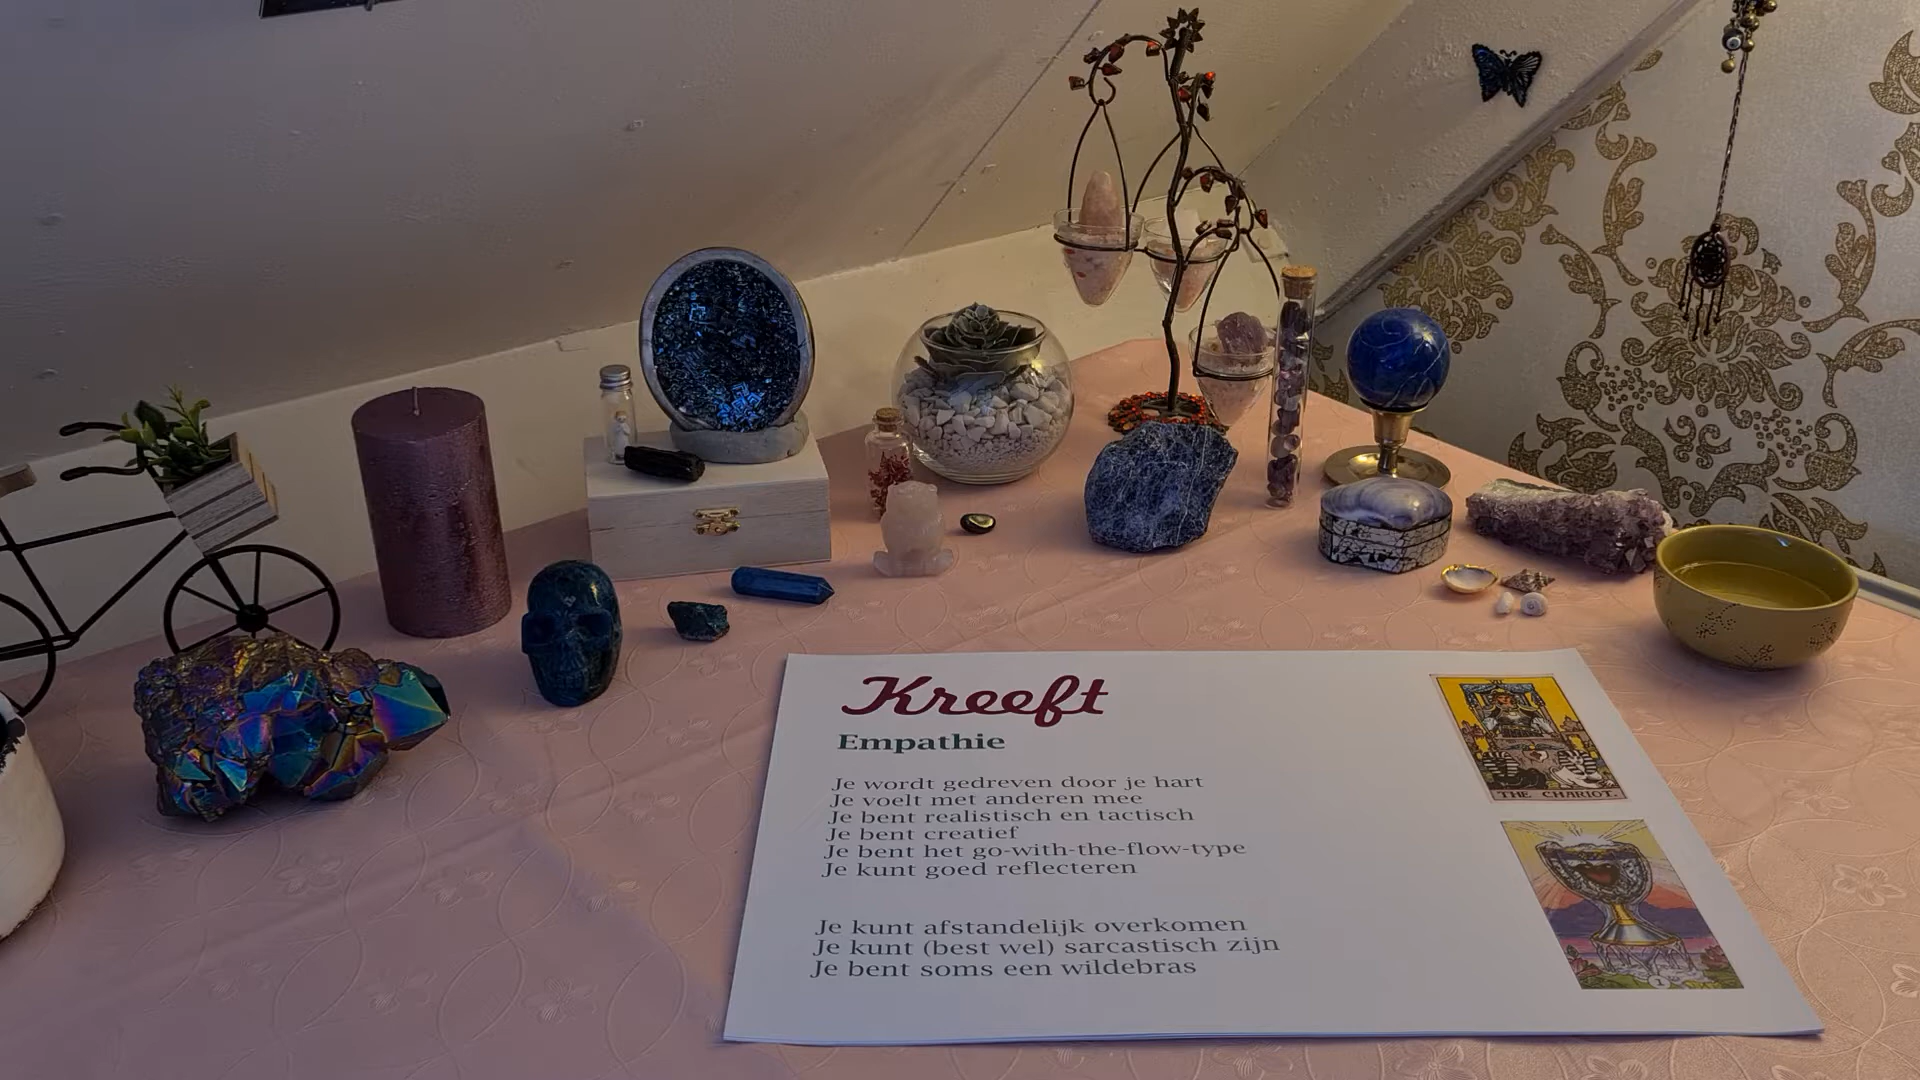 Kreeft
Empathie
Je wordt gedreven door je hart
Je voelt met anderen mee
Je bent realistisch en tactisch
Je bent creatief
Je bent het go-with-the-flow-type
Je kunt goed reflecteren
Je kunt afstandelijk overkomen
Je kunt (best wel) sarcastisch zijn
Je bent soms een wildebras
VII
THE CHARIOT.
1